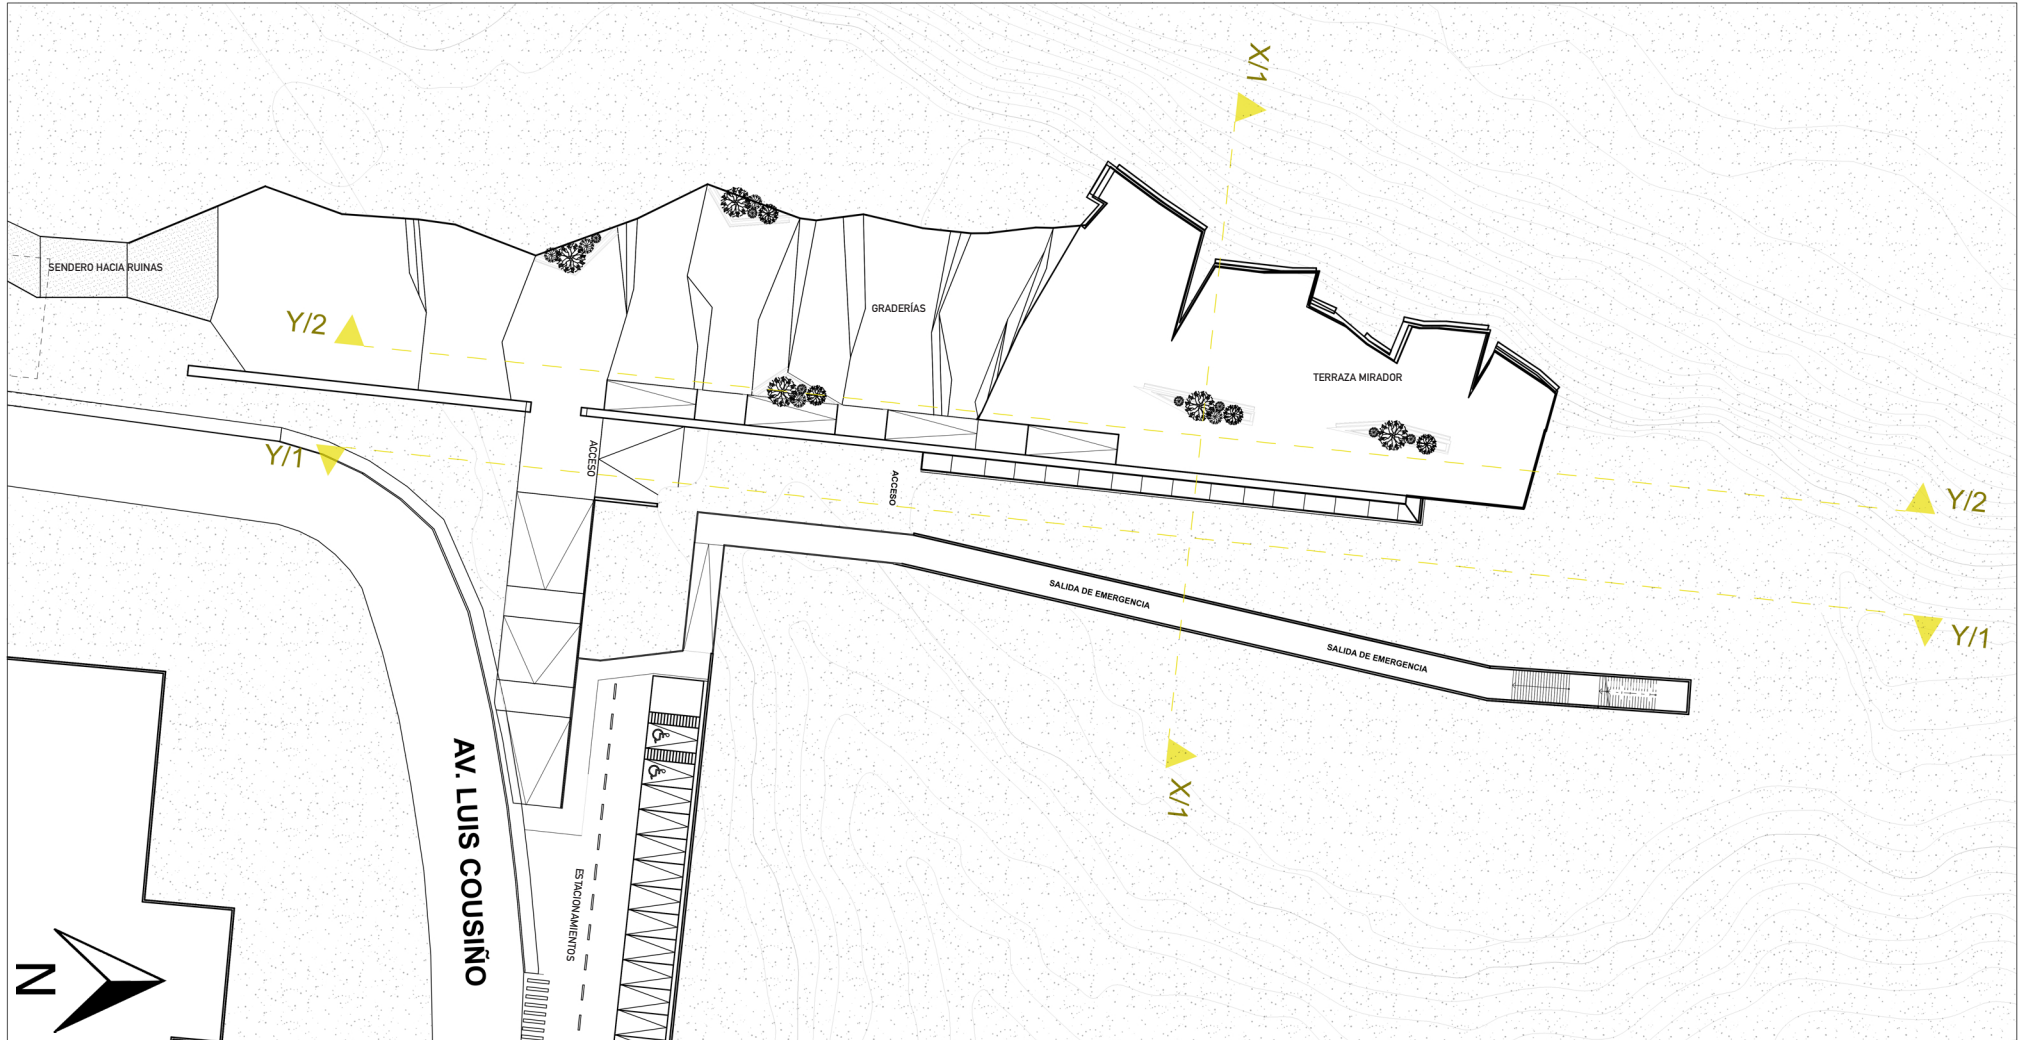 X/1
SENDERO HACIA RUINAS
GRADERÍAS
Y/2
TERRAZA MIRADOR
Y/1
ACCESO
ACCESO
Y/2
SALIDA DE EMERGENCIA
Y/1
SALIDA DE EMERGENCIA
X/1
AV. LUIS COUSIÑO
ESTACIONAMIENTOS
N